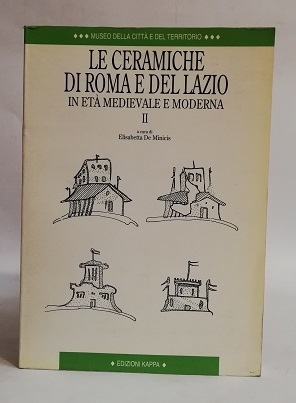 ♦♦♦ MUSEO DELLA CITTÀ E DEL TERRITORIO ♦♦♦
LE CERAMICHE
DI ROMA E DEL LAZIO
IN ETÀ MEDIEVALE E MODERNA
II
a cura di
Elisabetta De Minicis
♦ EDIZIONI KAPPA ♦